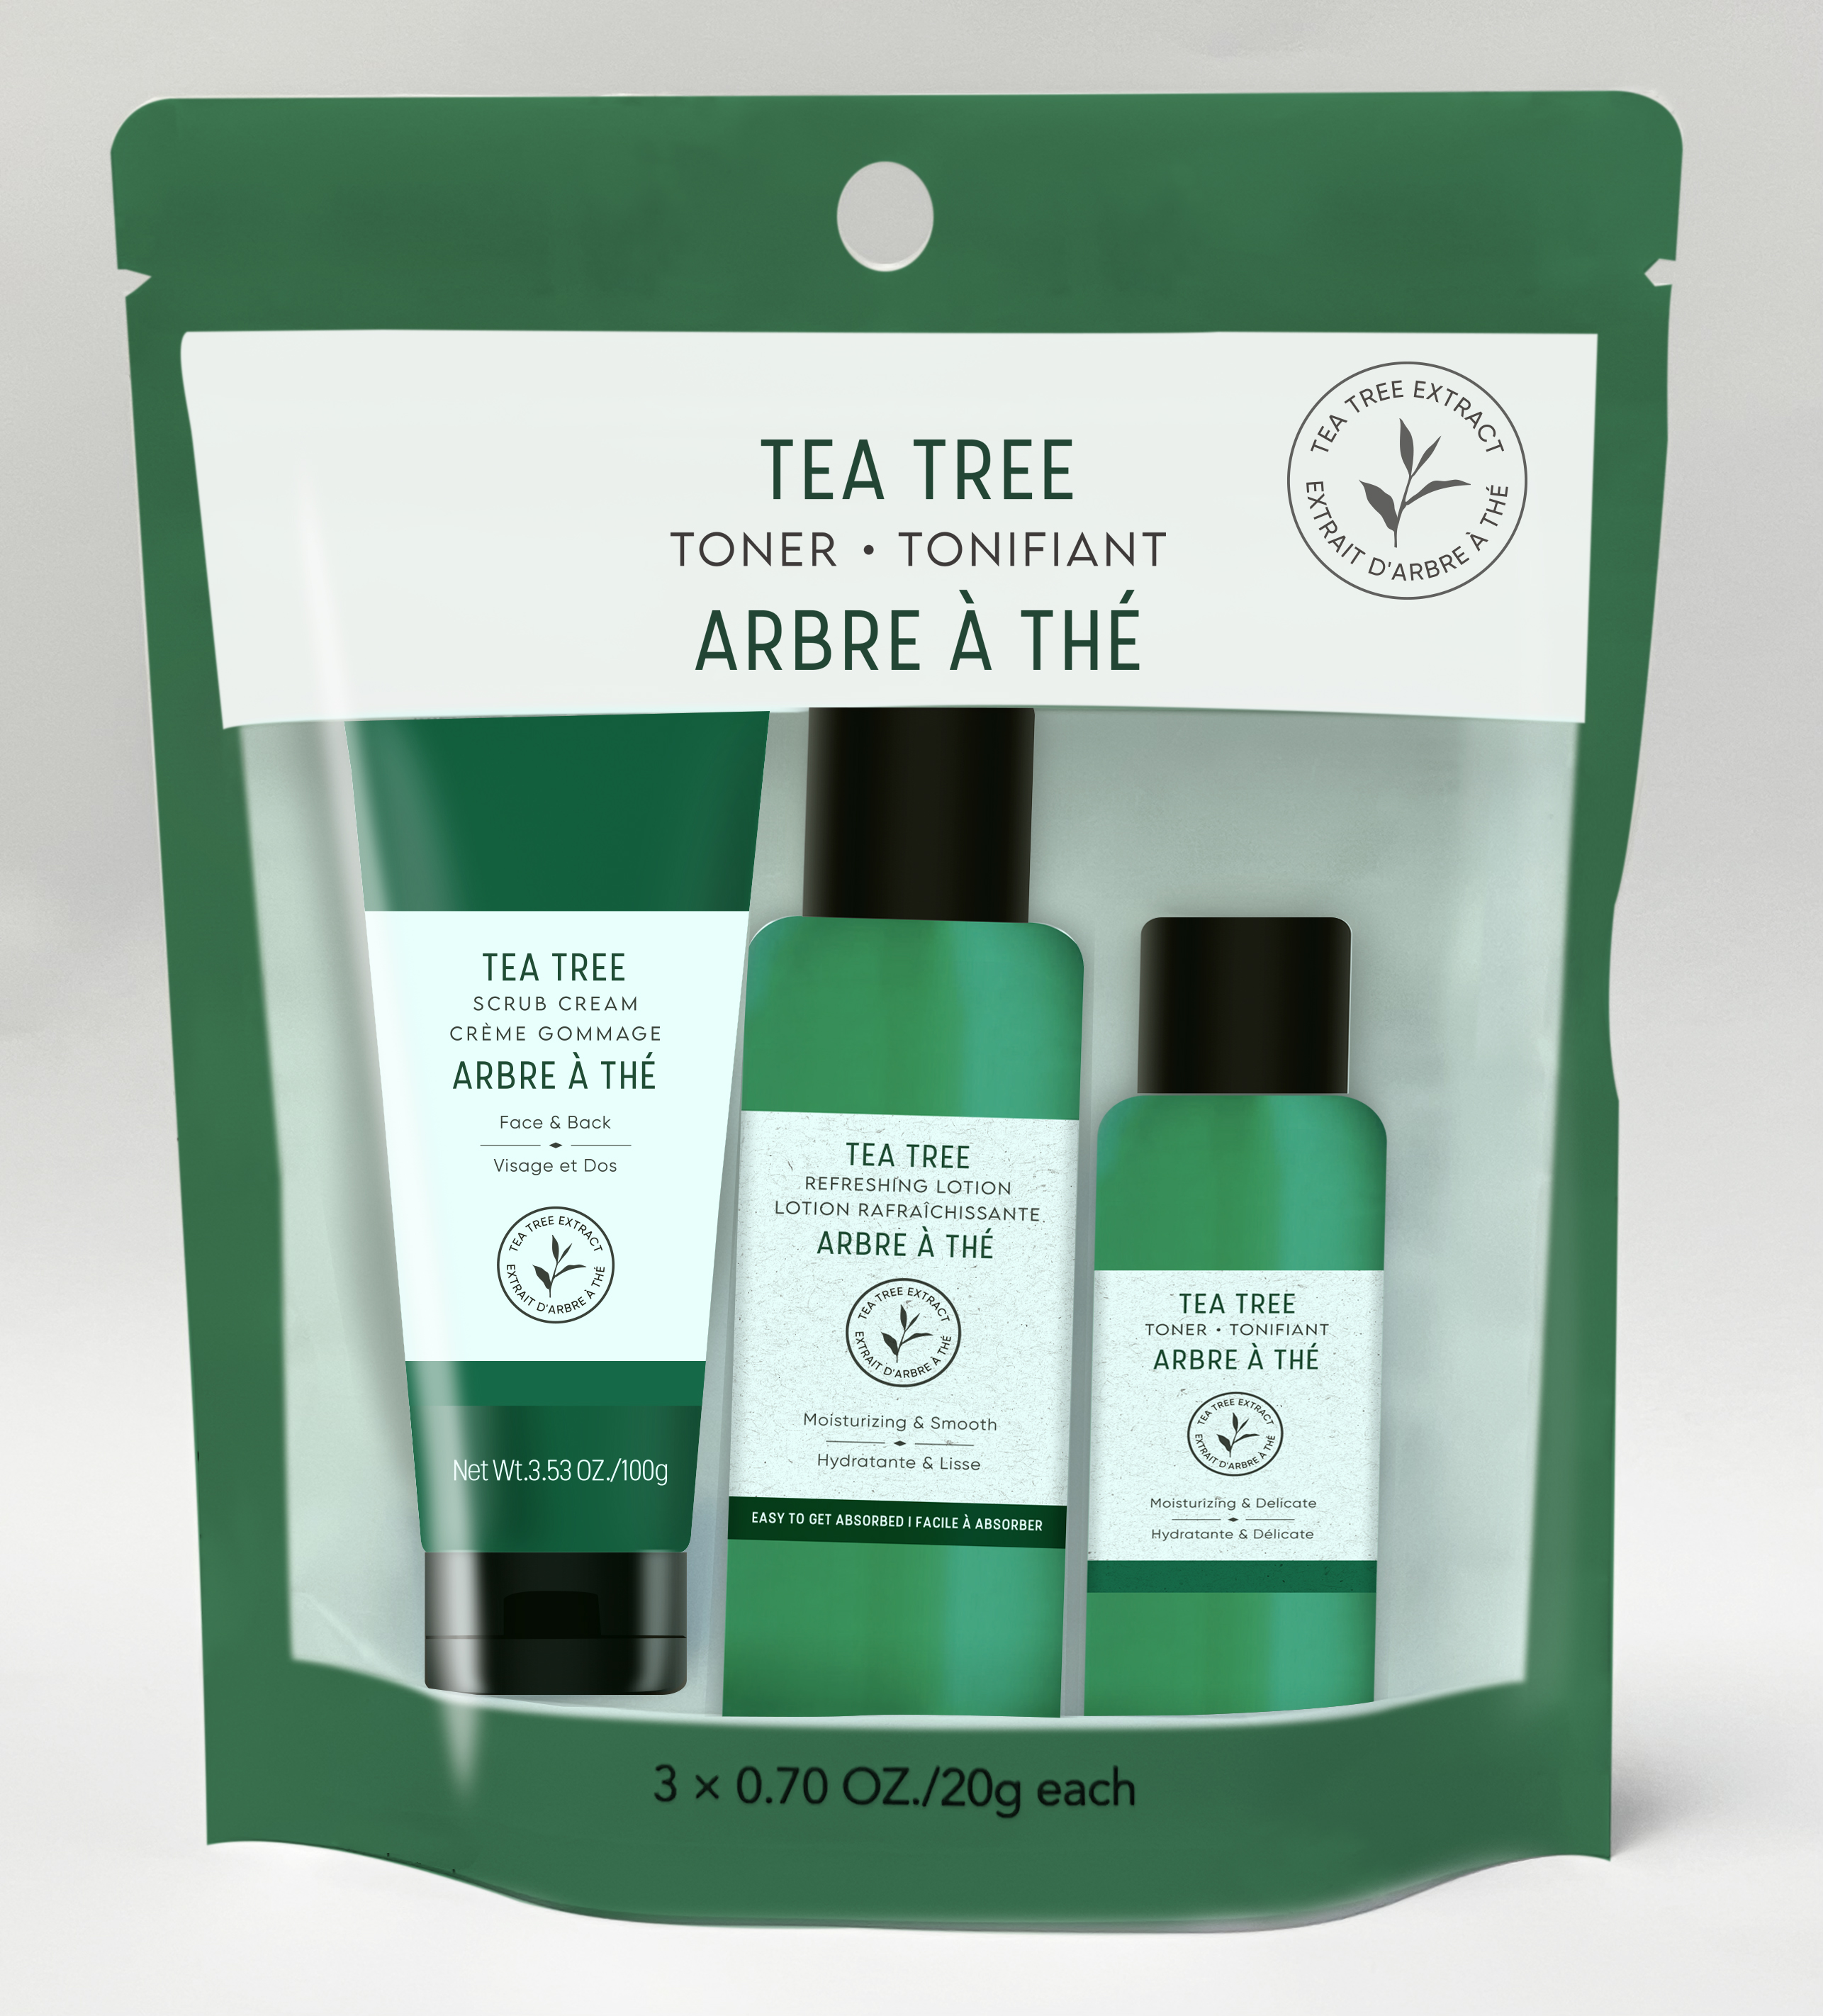 TEA TREE
TONER • TONIFIANT
ARBRE À THÉ
TEA TREE EXTRACT
EXTRAIT D'ARBRE À THÉ
TEA TREE
SCRUB CREAM
CRÈME GOMMAGE
ARBRE À THÉ
Face & Back
Visage et Dos
TEA TREE EXTRACT
EXTRAIT D'ARBRE À THÉ
Net Wt.3.53 OZ./100g
TEA TREE
REFRESHING LOTION
LOTION RAFRAÎCHISSANTE
ARBRE À THÉ
TEA TREE EXTRACT
EXTRAIT D'ARBRE À THÉ
Moisturizing & Smooth
Hydratante & Lisse
EASY TO GET ABSORBED I FACILE À ABSORBER
TEA TREE
TONER • TONIFIANT
ARBRE À THÉ
TEA TREE EXTRACT
EXTRAIT D'ARBRE À THÉ
Moisturizing & Delicate
Hydratante & Délicate
3 × 0.70 OZ./20g each